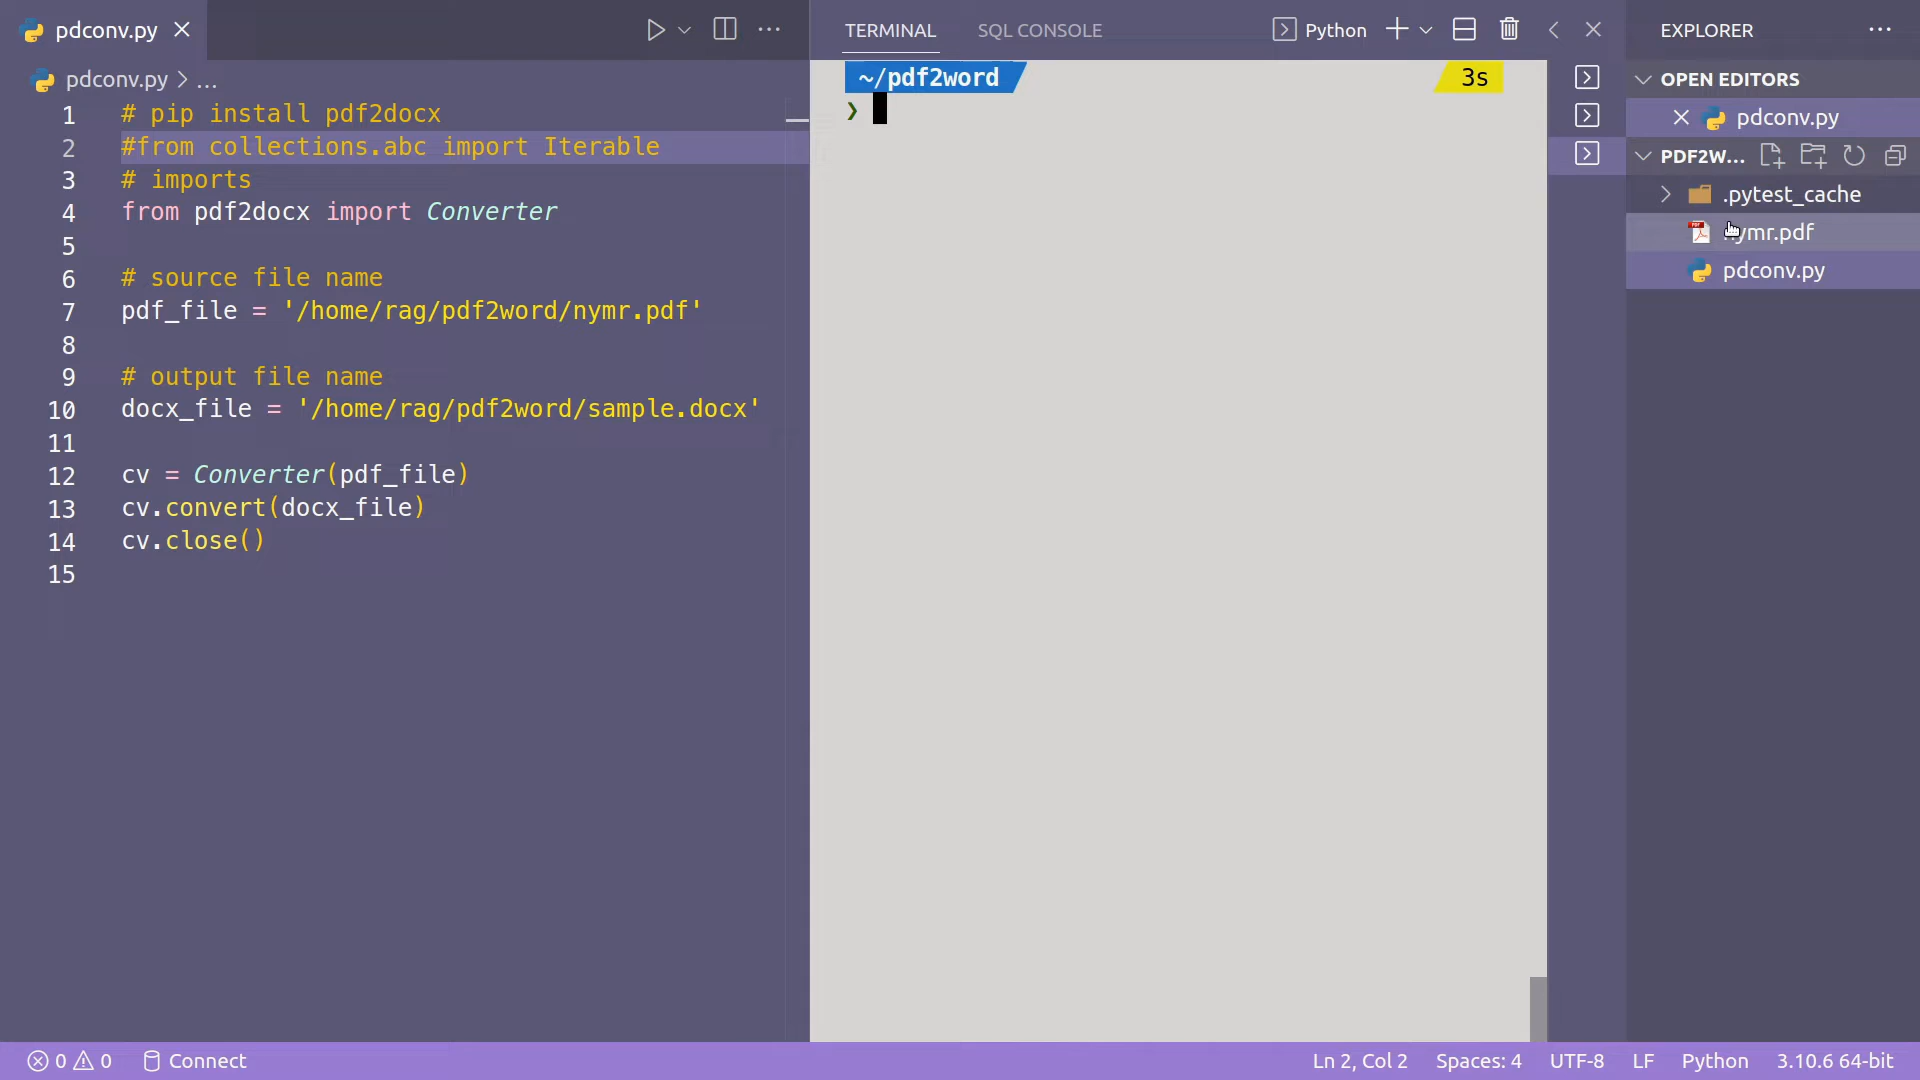 pdconv.py
pdconv.py > ...
1 # pip install pdf2docx
2 #from collections.abc import Iterable
3 # imports
4 from pdf2docx import Converter
5
6 # source file name
7 pdf_file = '/home/rag/pdf2word/nymr.pdf'
8
9 # output file name
10 docx_file = '/home/rag/pdf2word/sample.docx'
11
12 cv = Converter(pdf_file)
13 cv.convert(docx_file)
14 cv.close()
15
TERMINAL SQL CONSOLE Python
~/pdf2word 3s
❯
EXPLORER
OPEN EDITORS
pdconv.py
PDF2W...
.pytest_cache
nymr.pdf
pdconv.py
0 0 Connect Ln 2, Col 2 Spaces: 4 UTF-8 LF Python 3.10.6 64-bit